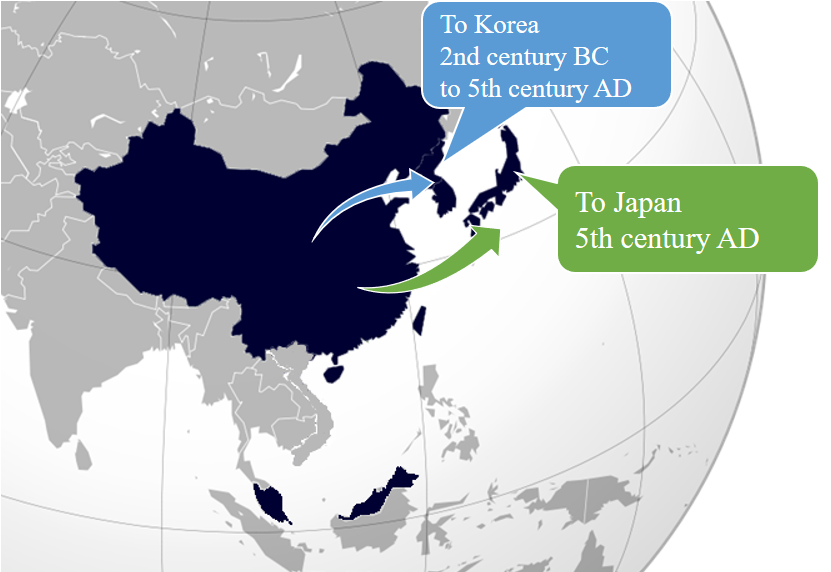 To Korea
2nd century BC
to 5th century AD
To Japan
5th century AD